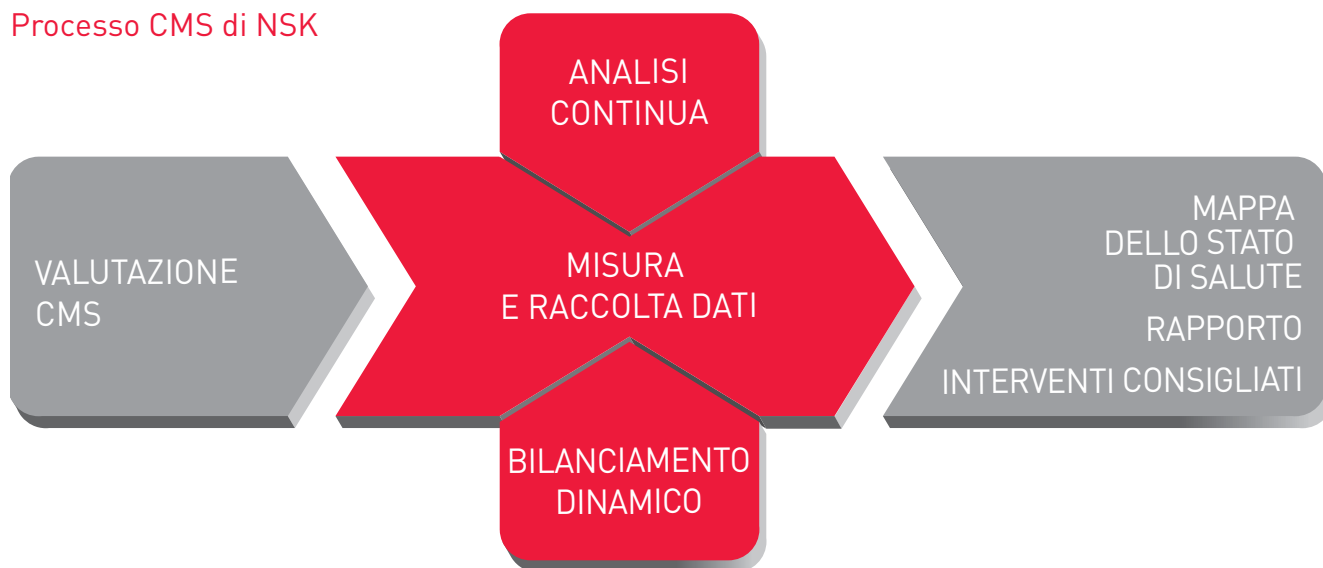 Processo CMS di NSK
ANALISI
CONTINUA
VALUTAZIONE
CMS
MISURA
E RACCOLTA DATI
BILANCIAMENTO
DINAMICO
MAPPA
DELLO STATO
DI SALUTE
RAPPORTO
INTERVENTI CONSIGLIATI